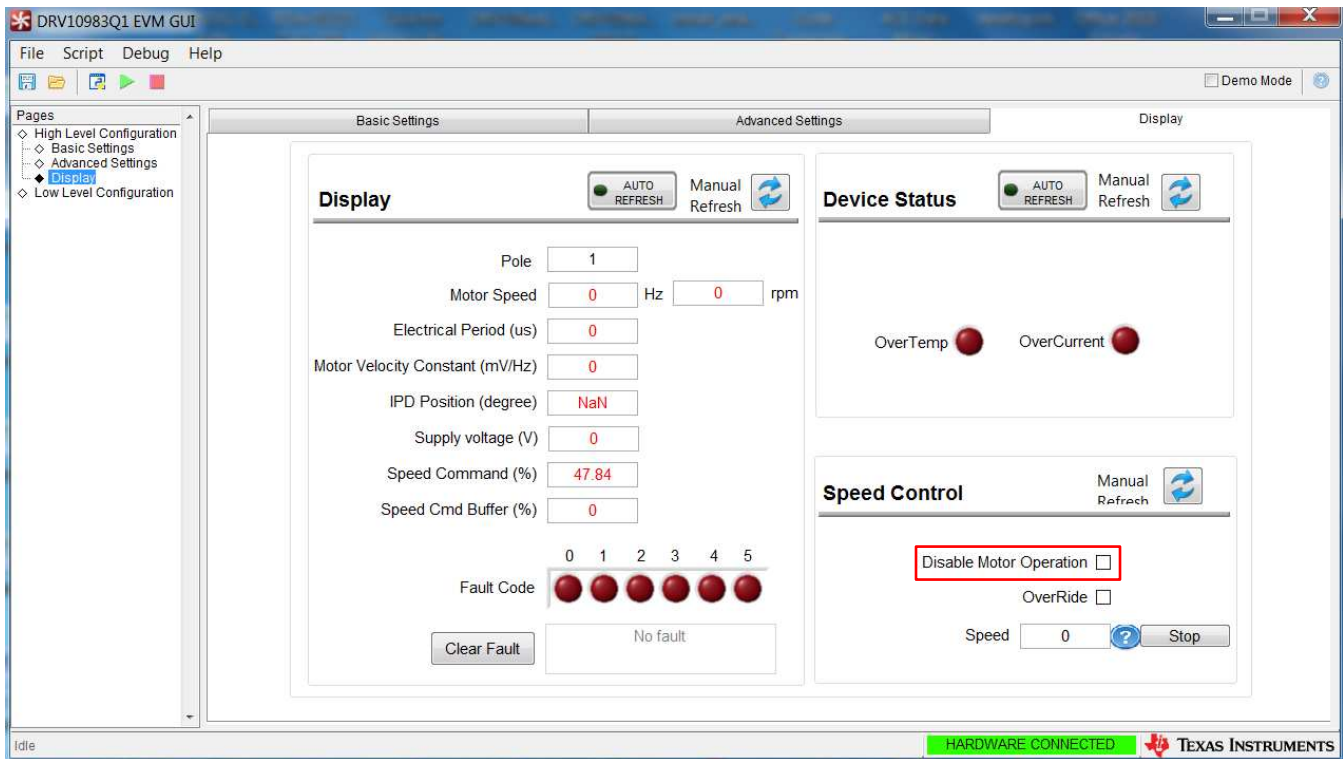 DRV10983Q1 EVM GUI
File Script Debug Help
Demo Mode
Pages
High Level Configuration
Basic Settings
Advanced Settings
Display
Low Level Configuration
Basic Settings Advanced Settings Display
Display
AUTO REFRESH
Manual Refresh
Pole 1
Motor Speed 0 Hz 0 rpm
Electrical Period (us) 0
Motor Velocity Constant (mV/Hz) 0
IPD Position (degree) NaN
Supply voltage (V) 0
Speed Command (%) 47.84
Speed Cmd Buffer (%) 0
0 1 2 3 4 5
Fault Code
Clear Fault No fault
Device Status
AUTO REFRESH
Manual Refresh
OverTemp OverCurrent
Speed Control
Manual Refresh
Disable Motor Operation
OverRide
Speed 0 ? Stop
Idle HARDWARE CONNECTED TEXAS INSTRUMENTS